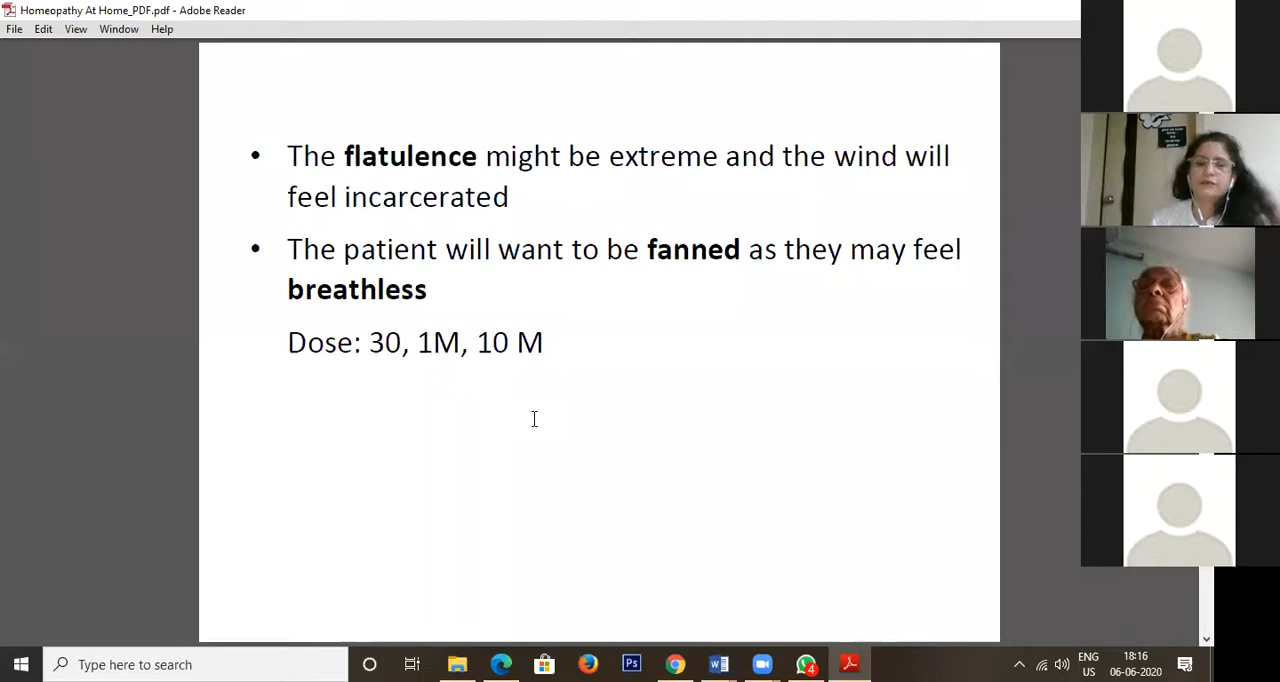 Homeopathy At Home_PDF.pdf - Adobe Reader
File Edit View Window Help
• The flatulence might be extreme and the wind will
feel incarcerated
• The patient will want to be fanned as they may feel
breathless
Dose: 30, 1M, 10 M
Type here to search
Ps
4
ENG
US
18:16
06-06-2020